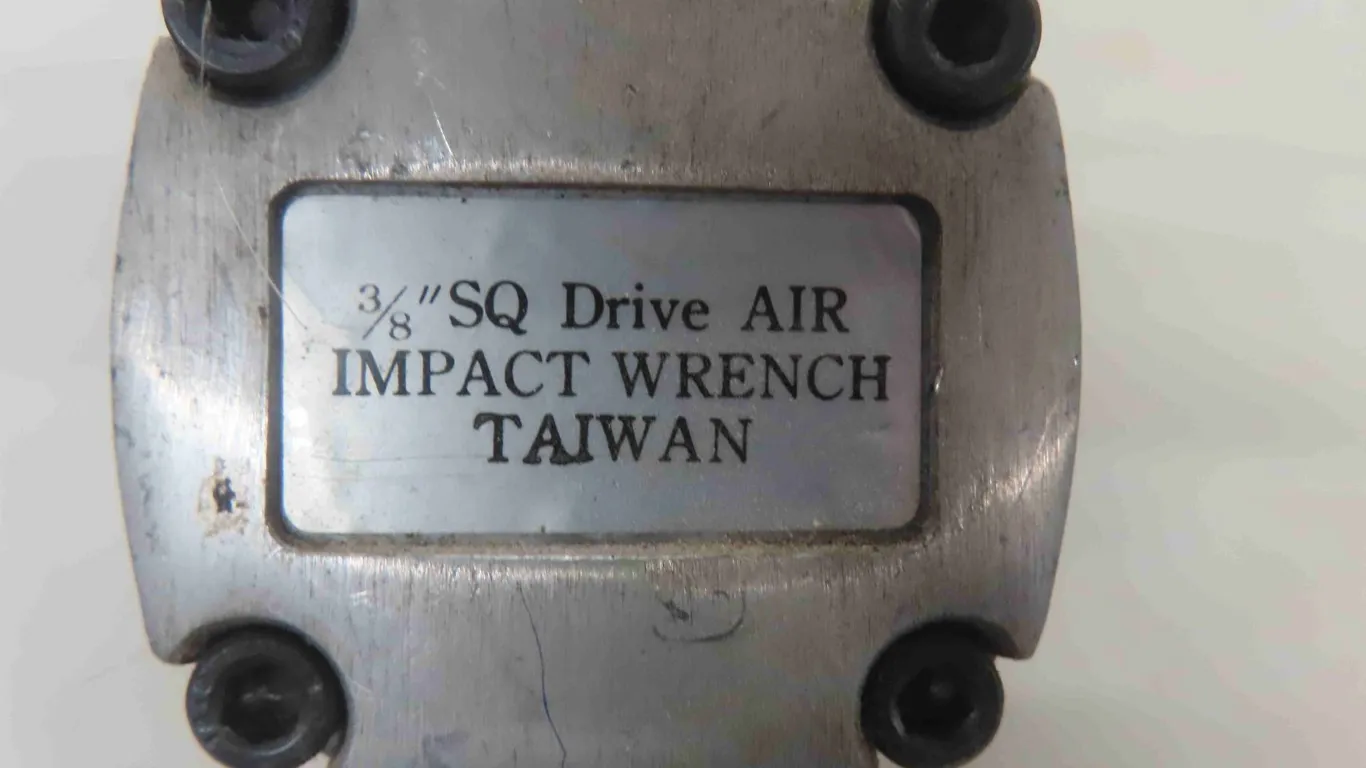 3/8" SQ Drive AIR
IMPACT WRENCH
TAIWAN